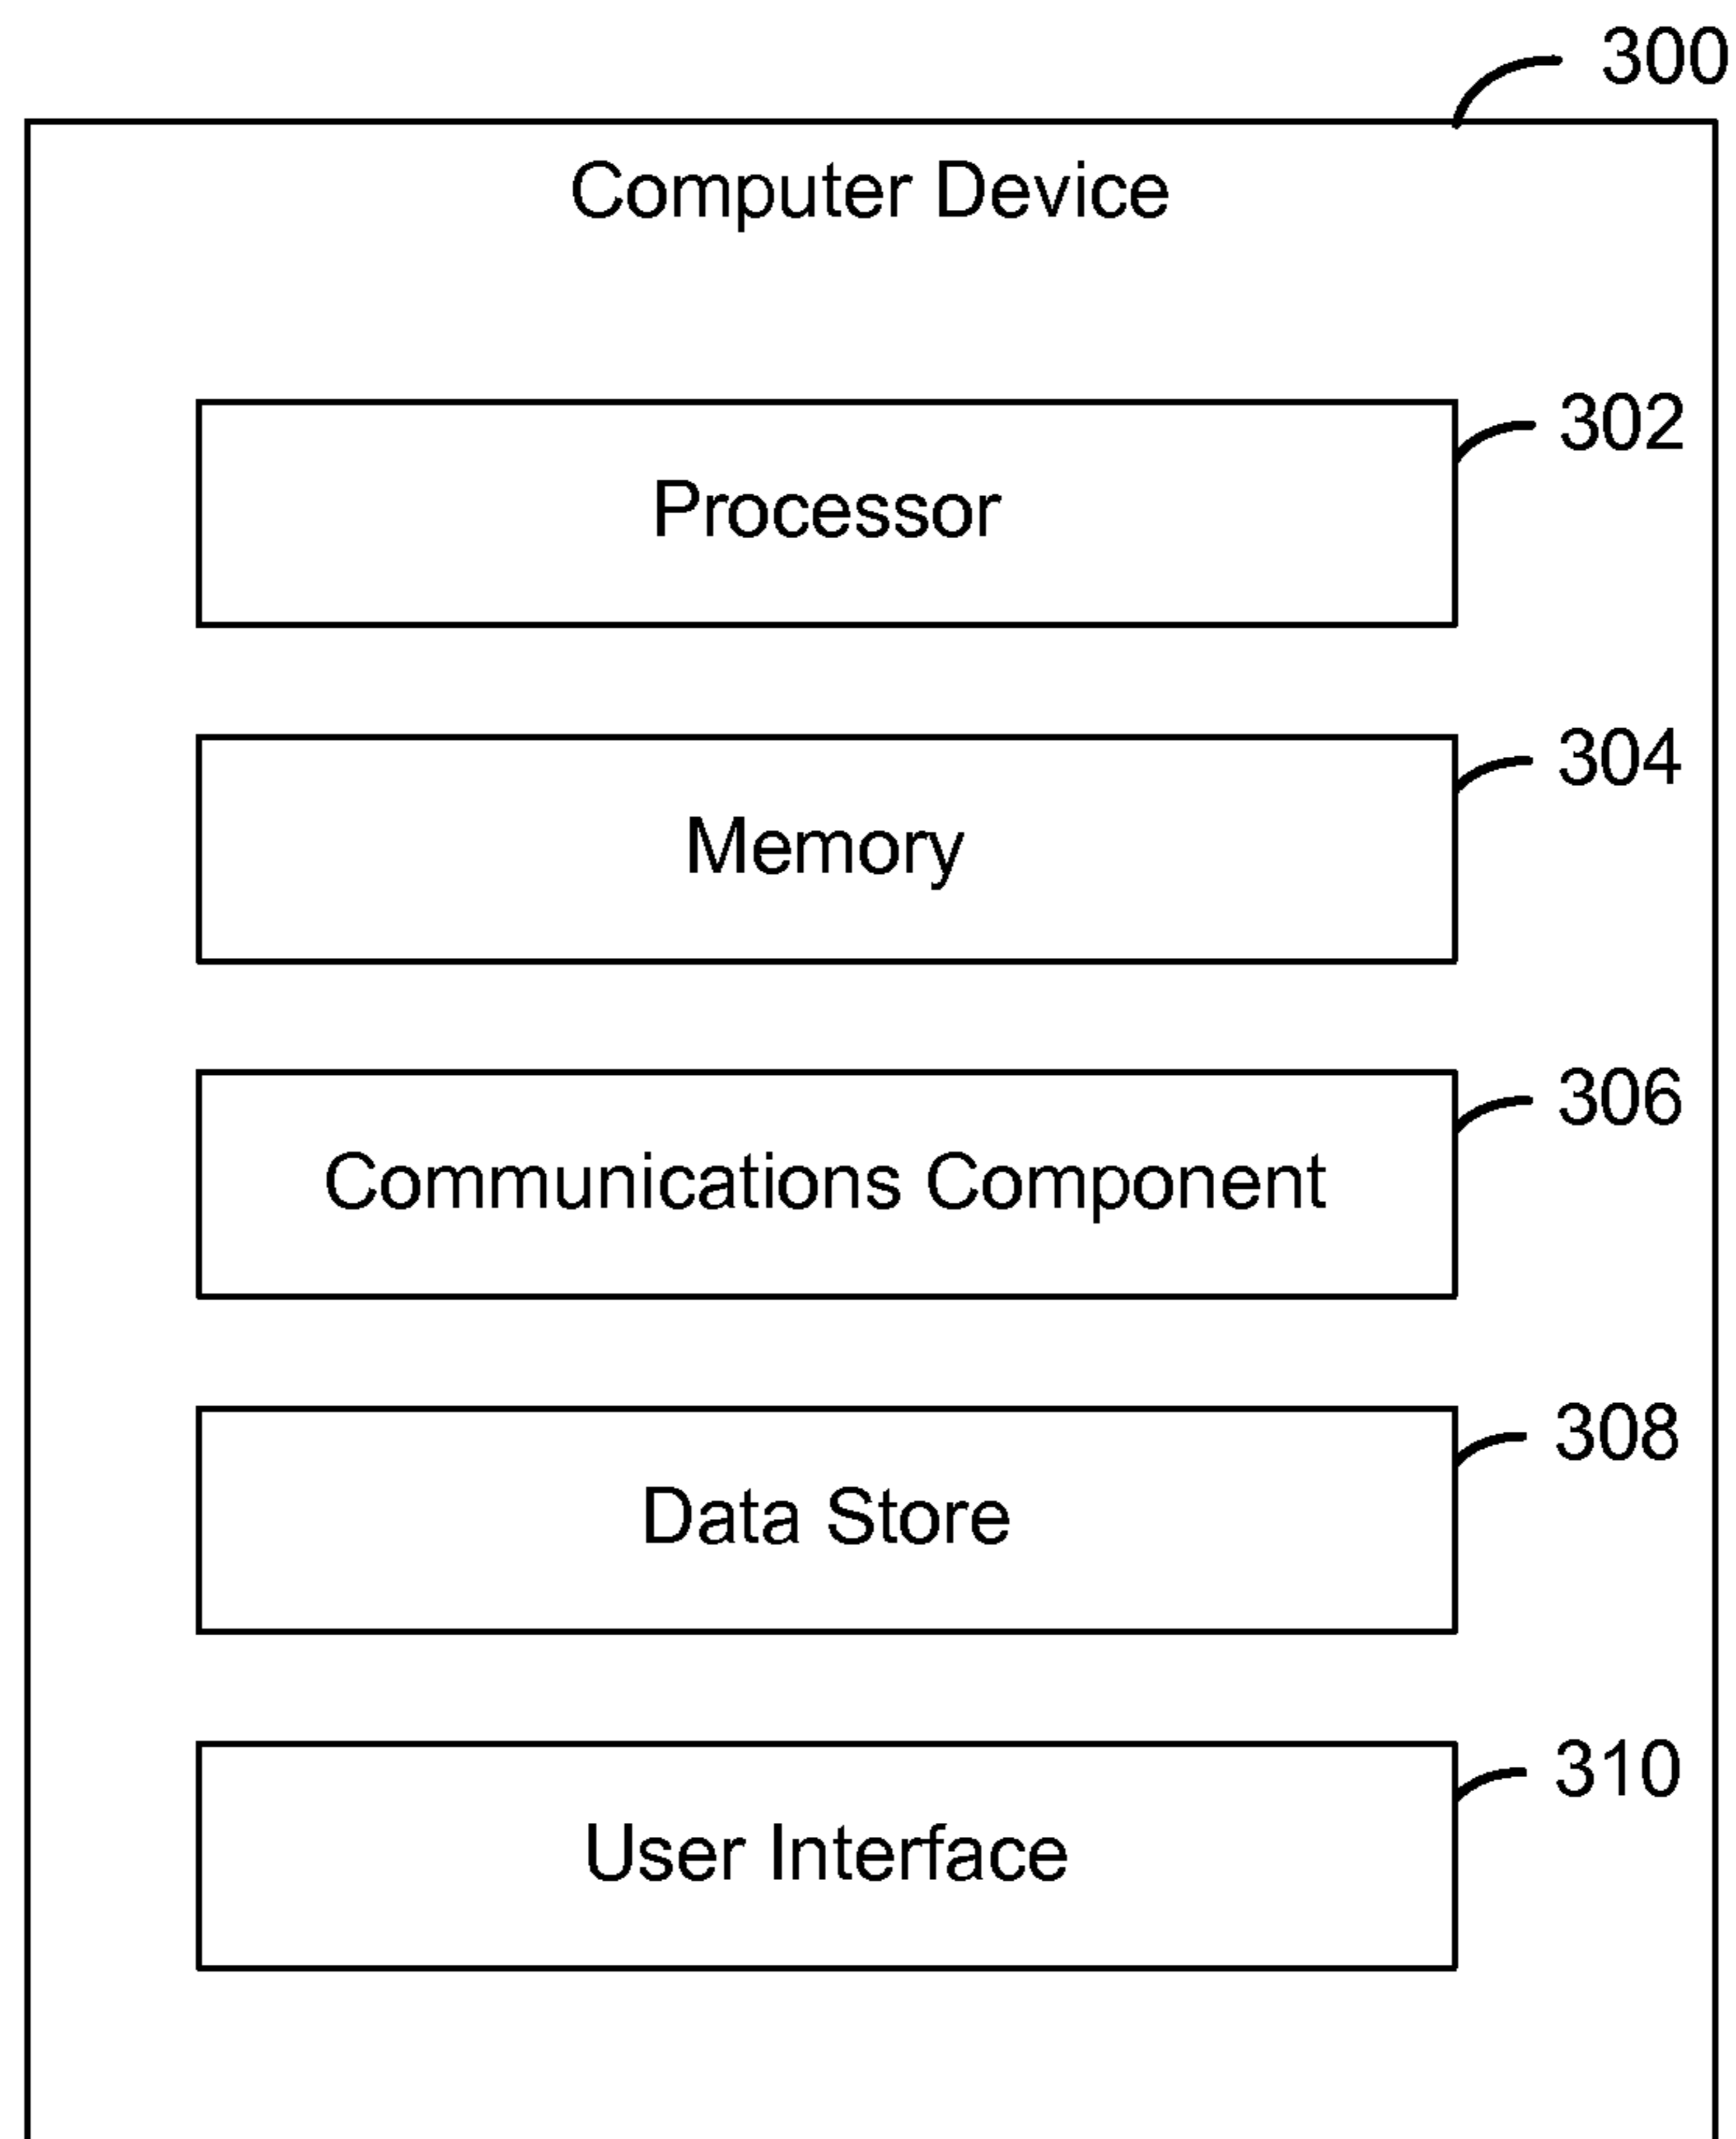 300
Computer Device
302
Processor
304
Memory
306
Communications Component
308
Data Store
310
User Interface